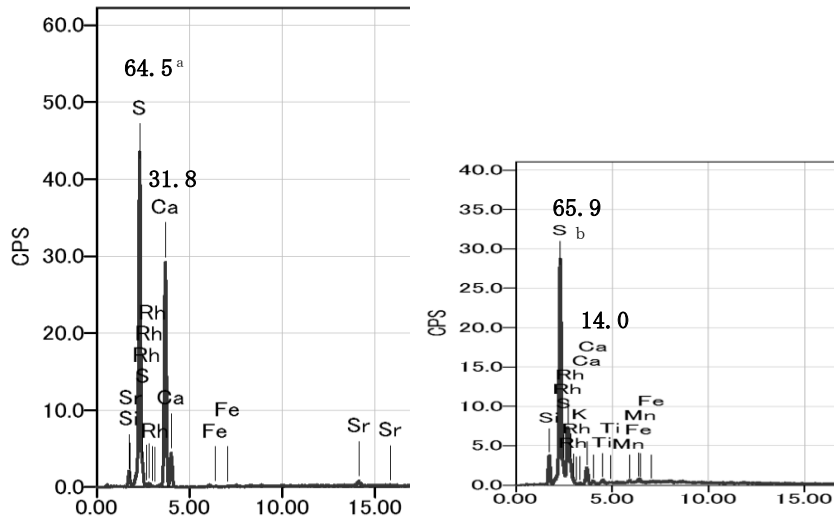 60.0
64.5 a
50.0
S
40.0
31.8
Ca
CPS
30.0
Rh
20.0
Rh
Rh
S
10.0
Sr
Ca
Si
Rh
Fe
Fe
Sr
Sr
0.0
0.00
5.00
10.00
15.00
40.0
65.9
35.0
S b
30.0
25.0
14.0
CPS
20.0
Ca
Ca
15.0
Rh
Rh
10.0
S
K
Mn
Fe
Si
Rh
Ti
Fe
5.0
Rh
Ti
Mn
0.0
0.00
5.00
10.00
15.00